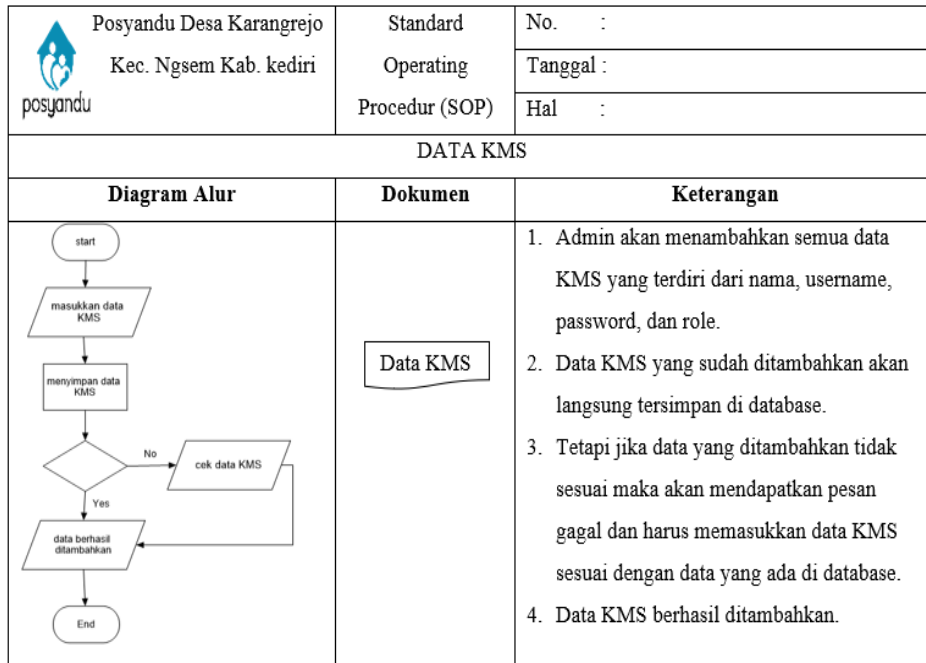 Posyandu Desa Karangrejo
Kec. Ngsem Kab. kediri
posyandu
Standard
Operating
Procedur (SOP)
No. :
Tanggal :
Hal :
DATA KMS
Diagram Alur
Dokumen
Keterangan
start
masukkan data
KMS
menyimpan data
KMS
No
cek data KMS
Yes
data berhasil
ditambahkan
End
Data KMS
1. Admin akan menambahkan semua data
KMS yang terdiri dari nama, username,
password, dan role.
2. Data KMS yang sudah ditambahkan akan
langsung tersimpan di database.
3. Tetapi jika data yang ditambahkan tidak
sesuai maka akan mendapatkan pesan
gagal dan harus memasukkan data KMS
sesuai dengan data yang ada di database.
4. Data KMS berhasil ditambahkan.